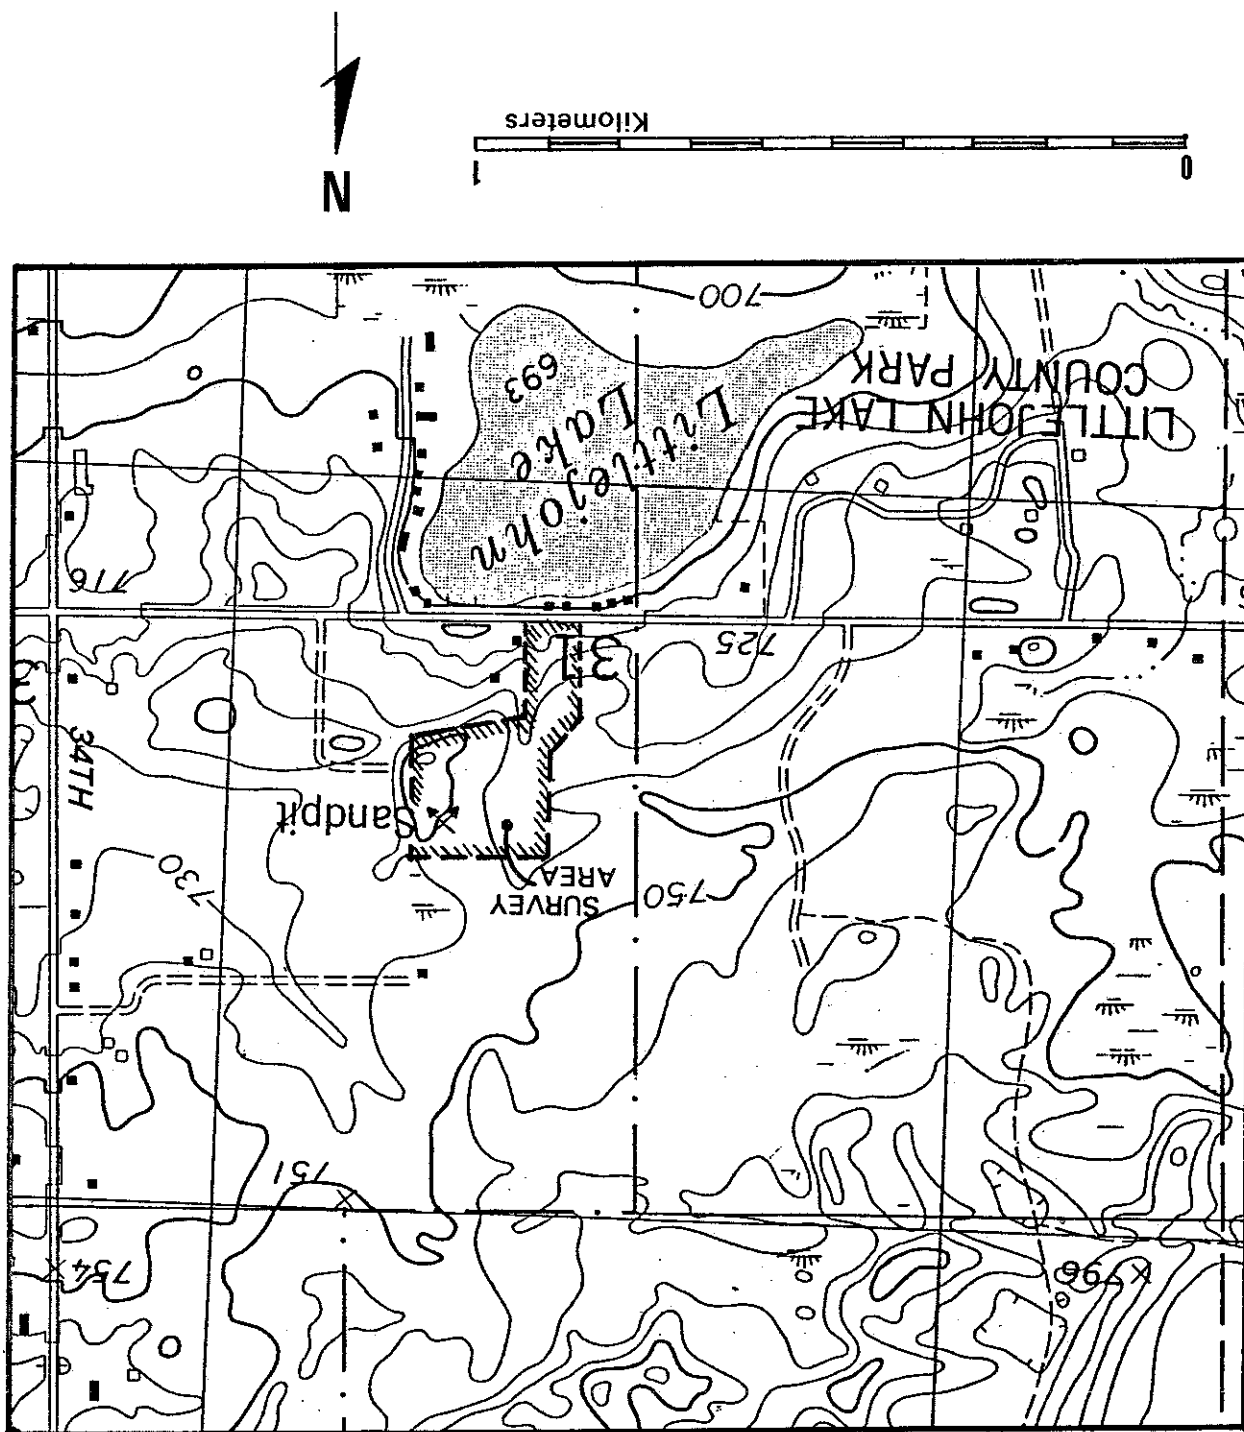 796
754
751
750
730
SURVEY
AREA
Sandpit
34TH
31
725
716
LITTLEJOHN LAKE
COUNTY PARK
Littlejohn
Lake
693
700
N
0
1
Kilometers